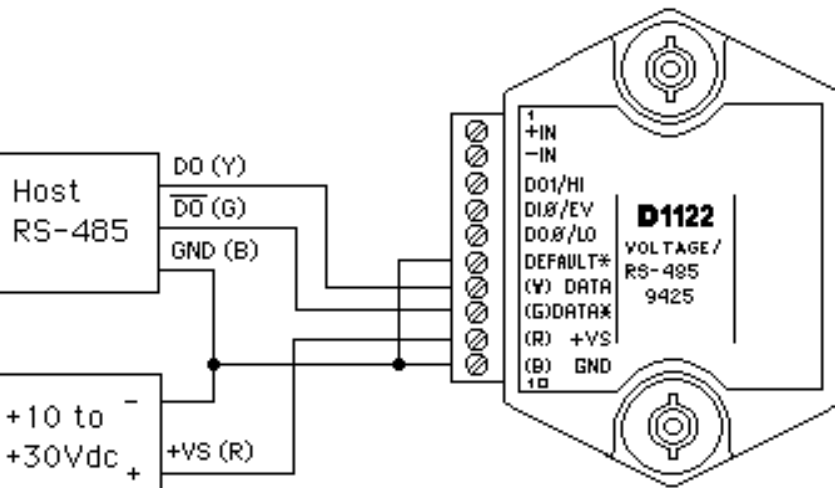 Host
RS-485
DO (Y)
DO (G)
GND (B)
+10 to -
+30Vdc +
+VS (R)
1
+IN
-IN
DO1/HI
DI0/EV
DO0/LO
DEFAULT*
(Y) DATA
(G)DATA*
(R) +VS
(B) GND
10
D1122
VOLTAGE/
RS-485
9425